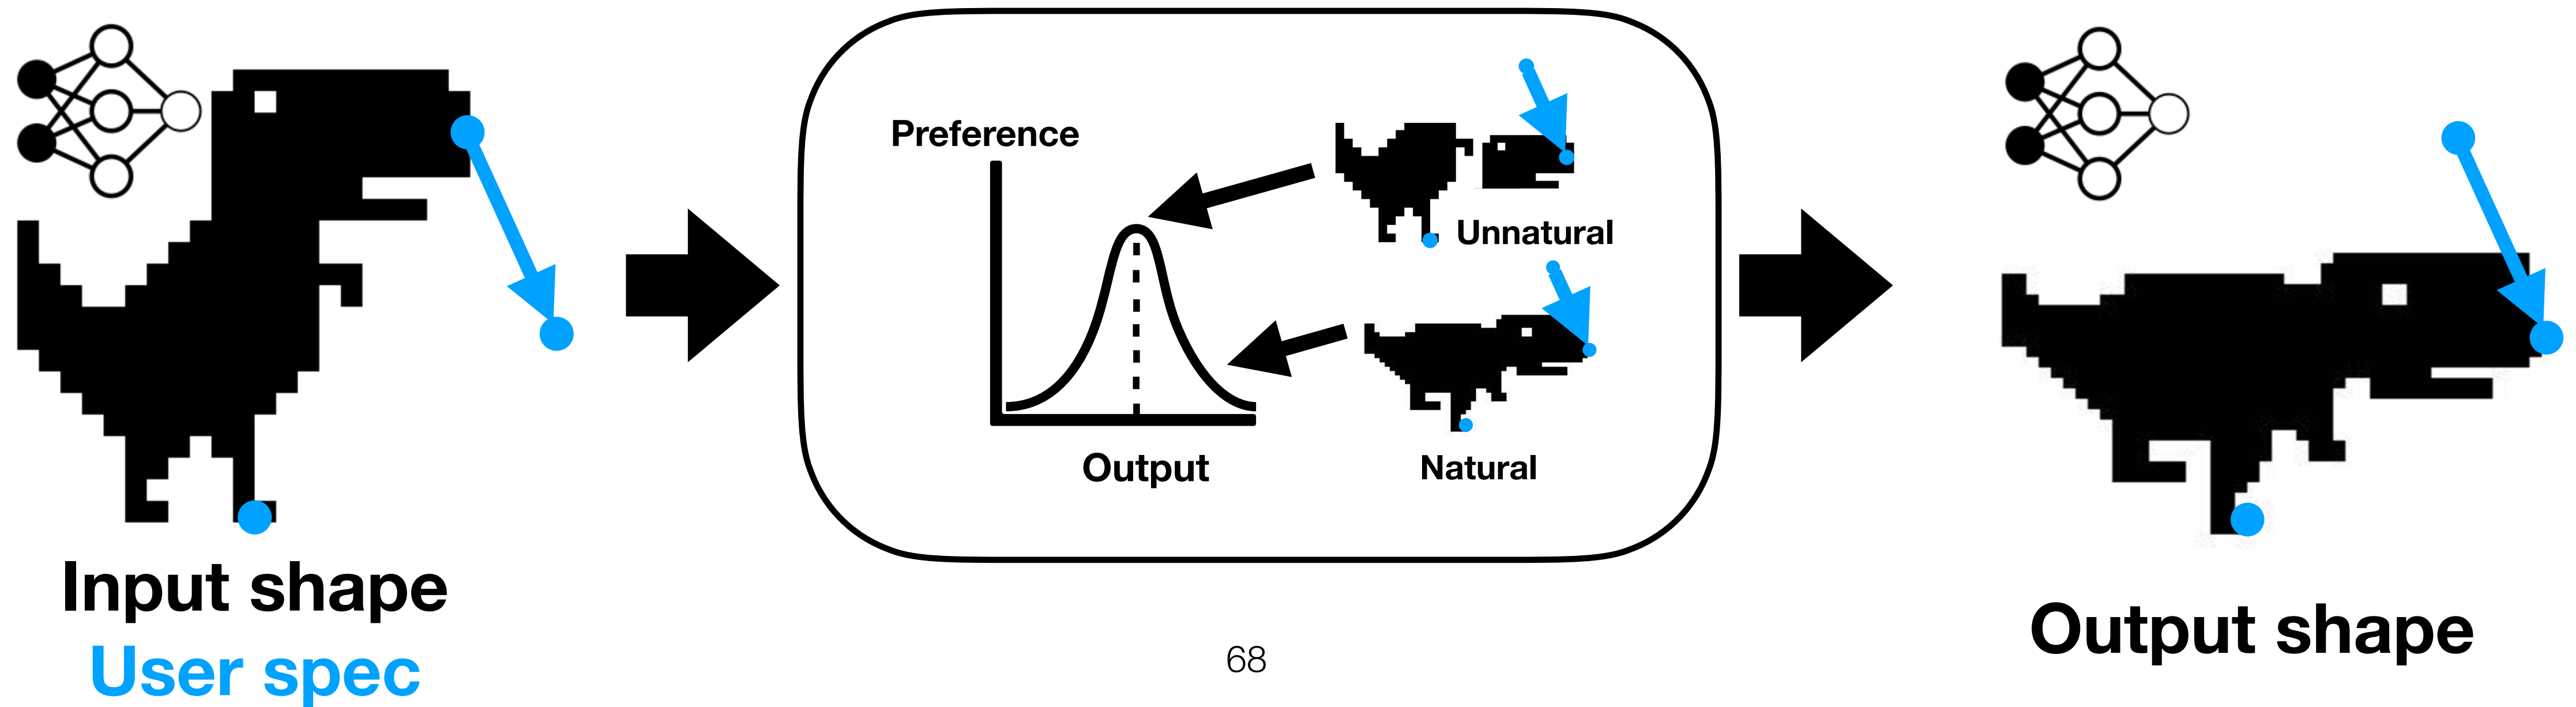 Input shape
User spec
Preference
Output
Unnatural
Natural
Output shape
68